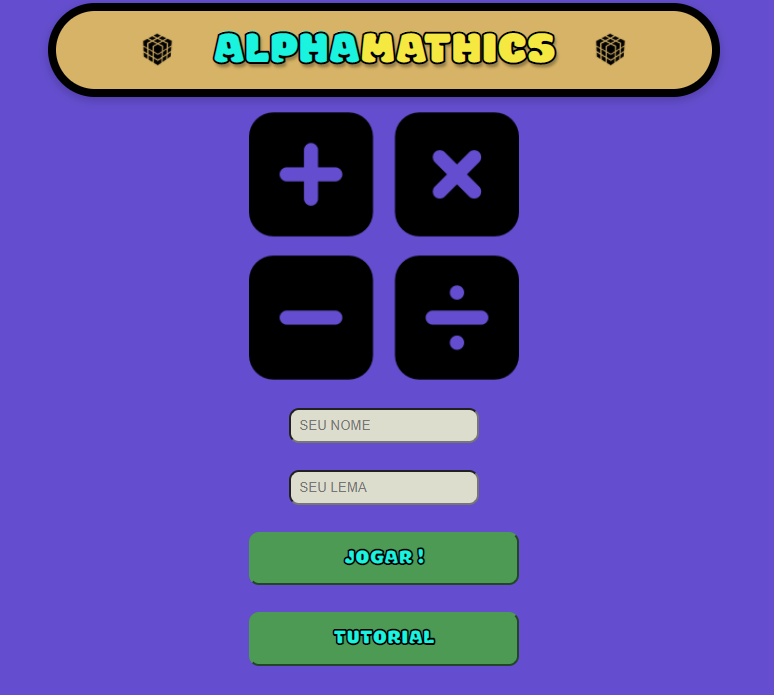 ALPHAMATHICS
SEU NOME
SEU LEMA
JOGAR!
TUTORIAL